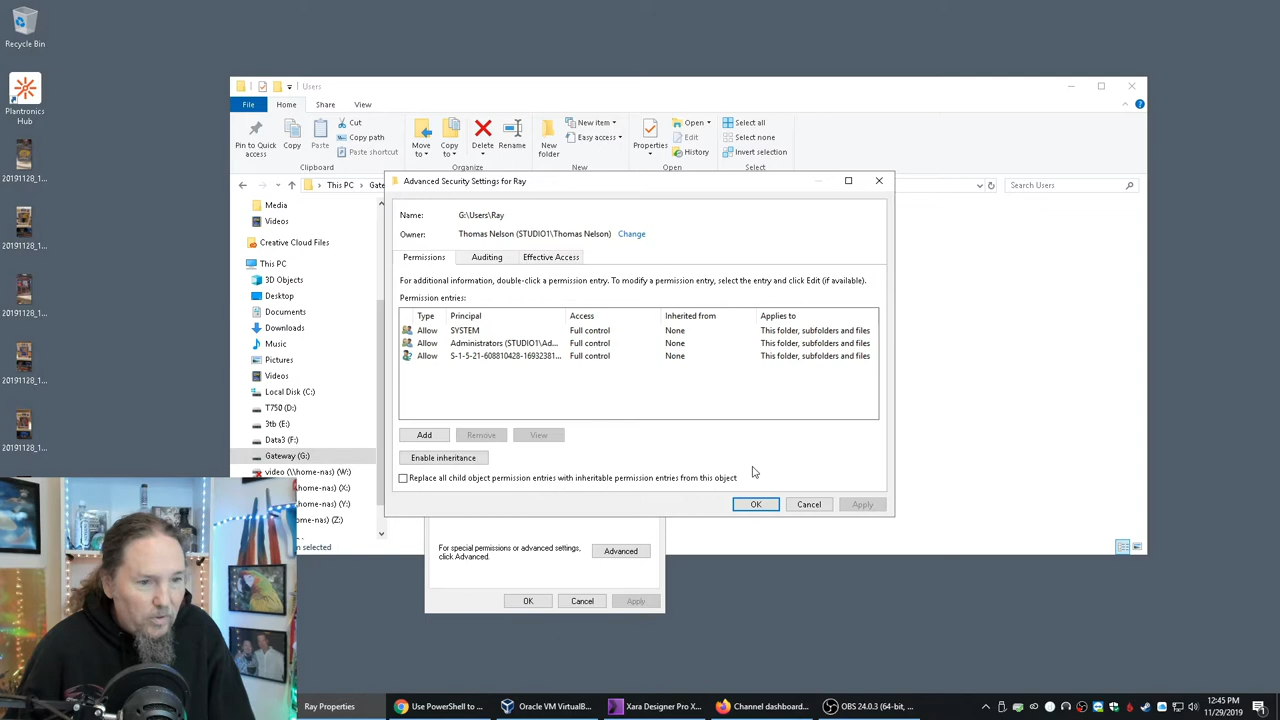 Recycle Bin
Plantronics
Hub
20191128_1...
20191128_1...
20191128_1...
20191128_1...
20191128_1...
Users
File Home Share View
Pin to Quick
access
Copy
Paste
Cut
Copy path
Paste shortcut
Clipboard
Move
to
Copy
to
Delete
Rename
Organize
New
folder
New item
Easy access
New
Properties
Open
Edit
History
Open
Select all
Select none
Invert selection
Select
This PC Gate
Search Users
Media
Videos
Creative Cloud Files
This PC
3D Objects
Desktop
Documents
Downloads
Music
Pictures
Videos
Local Disk (C:)
T750 (D:)
3tb (E:)
Data3 (F:)
Gateway (G:)
video (\\home-nas) (W:)
(\\home-nas) (X:)
(\\home-nas) (Y:)
(\\home-nas) (Z:)
selected
Advanced Security Settings for Ray
Name: G:\Users\Ray
Owner: Thomas Nelson (STUDIO1\Thomas Nelson) Change
Permissions Auditing Effective Access
For additional information, double-click a permission entry. To modify a permission entry, select the entry and click Edit (if available).
Permission entries:
Type Principal Access Inherited from Applies to
Allow SYSTEM Full control None This folder, subfolders and files
Allow Administrators (STUDIO1\Ad... Full control None This folder, subfolders and files
Allow S-1-5-21-608810428-16932381... Full control None This folder, subfolders and files
Add Remove View
Enable inheritance
Replace all child object permission entries with inheritable permission entries from this object
OK Cancel Apply
For special permissions or advanced settings,
click Advanced.
Advanced
OK Cancel Apply
Ray Properties
Use PowerShell to ...
Oracle VM VirtualB...
Xara Designer Pro X...
Channel dashboard...
OBS 24.0.3 (64-bit, ...
12:45 PM
11/29/2019